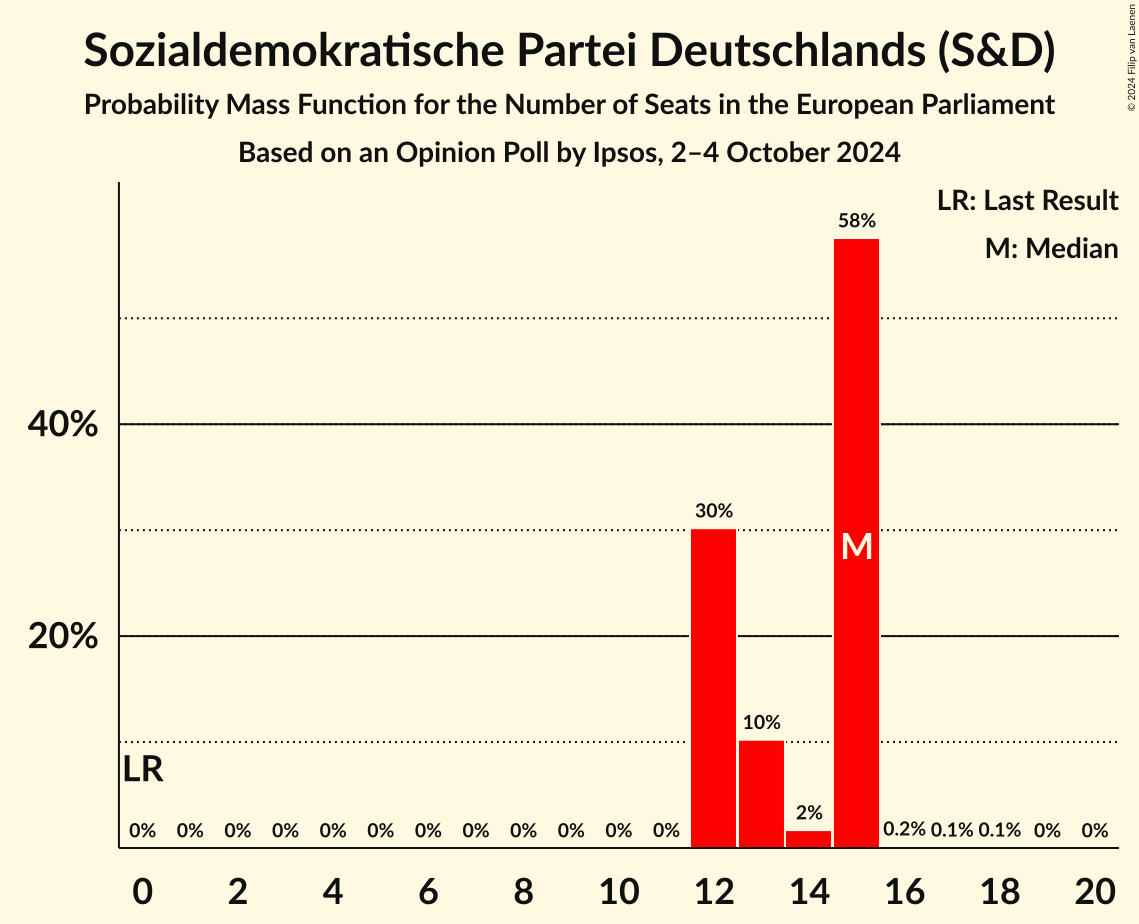 Sozialdemokratische Partei Deutschlands (S&D)
Probability Mass Function for the Number of Seats in the European Parliament
Based on an Opinion Poll by Ipsos, 2–4 October 2024
© 2024 Filip van Laenen
LR: Last Result
M: Median
58%
40%
30%
M
20%
10%
LR
2%
0% 0% 0% 0% 0% 0% 0% 0% 0% 0% 0% 0% 0.2% 0.1% 0.1% 0% 0%
0 2 4 6 8 10 12 14 16 18 20